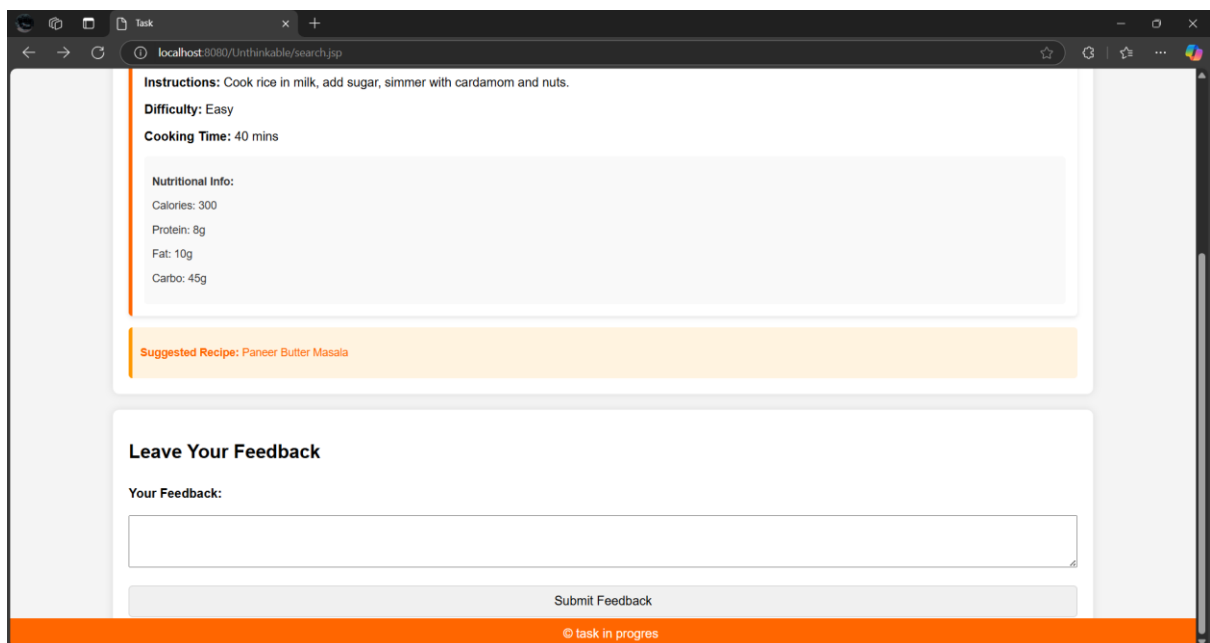 Task
localhost:8080/Unthinkable/search.jsp
Instructions: Cook rice in milk, add sugar, simmer with cardamom and nuts.
Difficulty: Easy
Cooking Time: 40 mins
Nutritional Info:
Calories: 300
Protein: 8g
Fat: 10g
Carbo: 45g
Suggested Recipe: Paneer Butter Masala
Leave Your Feedback
Your Feedback:
Submit Feedback
© task in progres